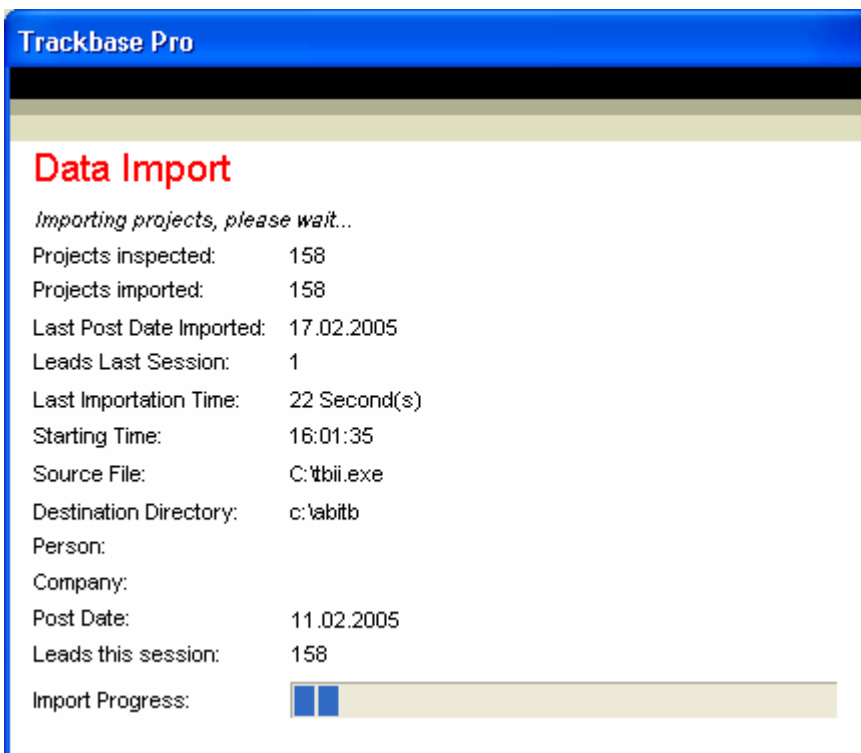 Trackbase Pro
Data Import
Importing projects, please wait...
Projects inspected: 158
Projects imported: 158
Last Post Date Imported: 17.02.2005
Leads Last Session: 1
Last Importation Time: 22 Second(s)
Starting Time: 16:01:35
Source File: C:\tbii.exe
Destination Directory: c:\abitb
Person:
Company:
Post Date: 11.02.2005
Leads this session: 158
Import Progress: